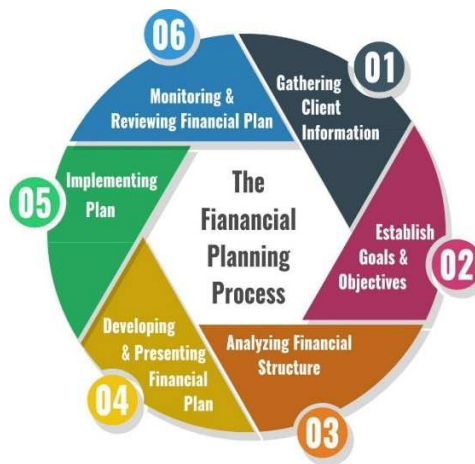 The
Fianancial
Planning
Process
01
Gathering
Client
Information
02
Establish
Goals &
Objectives
03
Analyzing Financial
Structure
04
Developing
& Presenting
Financial
Plan
05
Implementing
Plan
06
Monitoring &
Reviewing Financial Plan